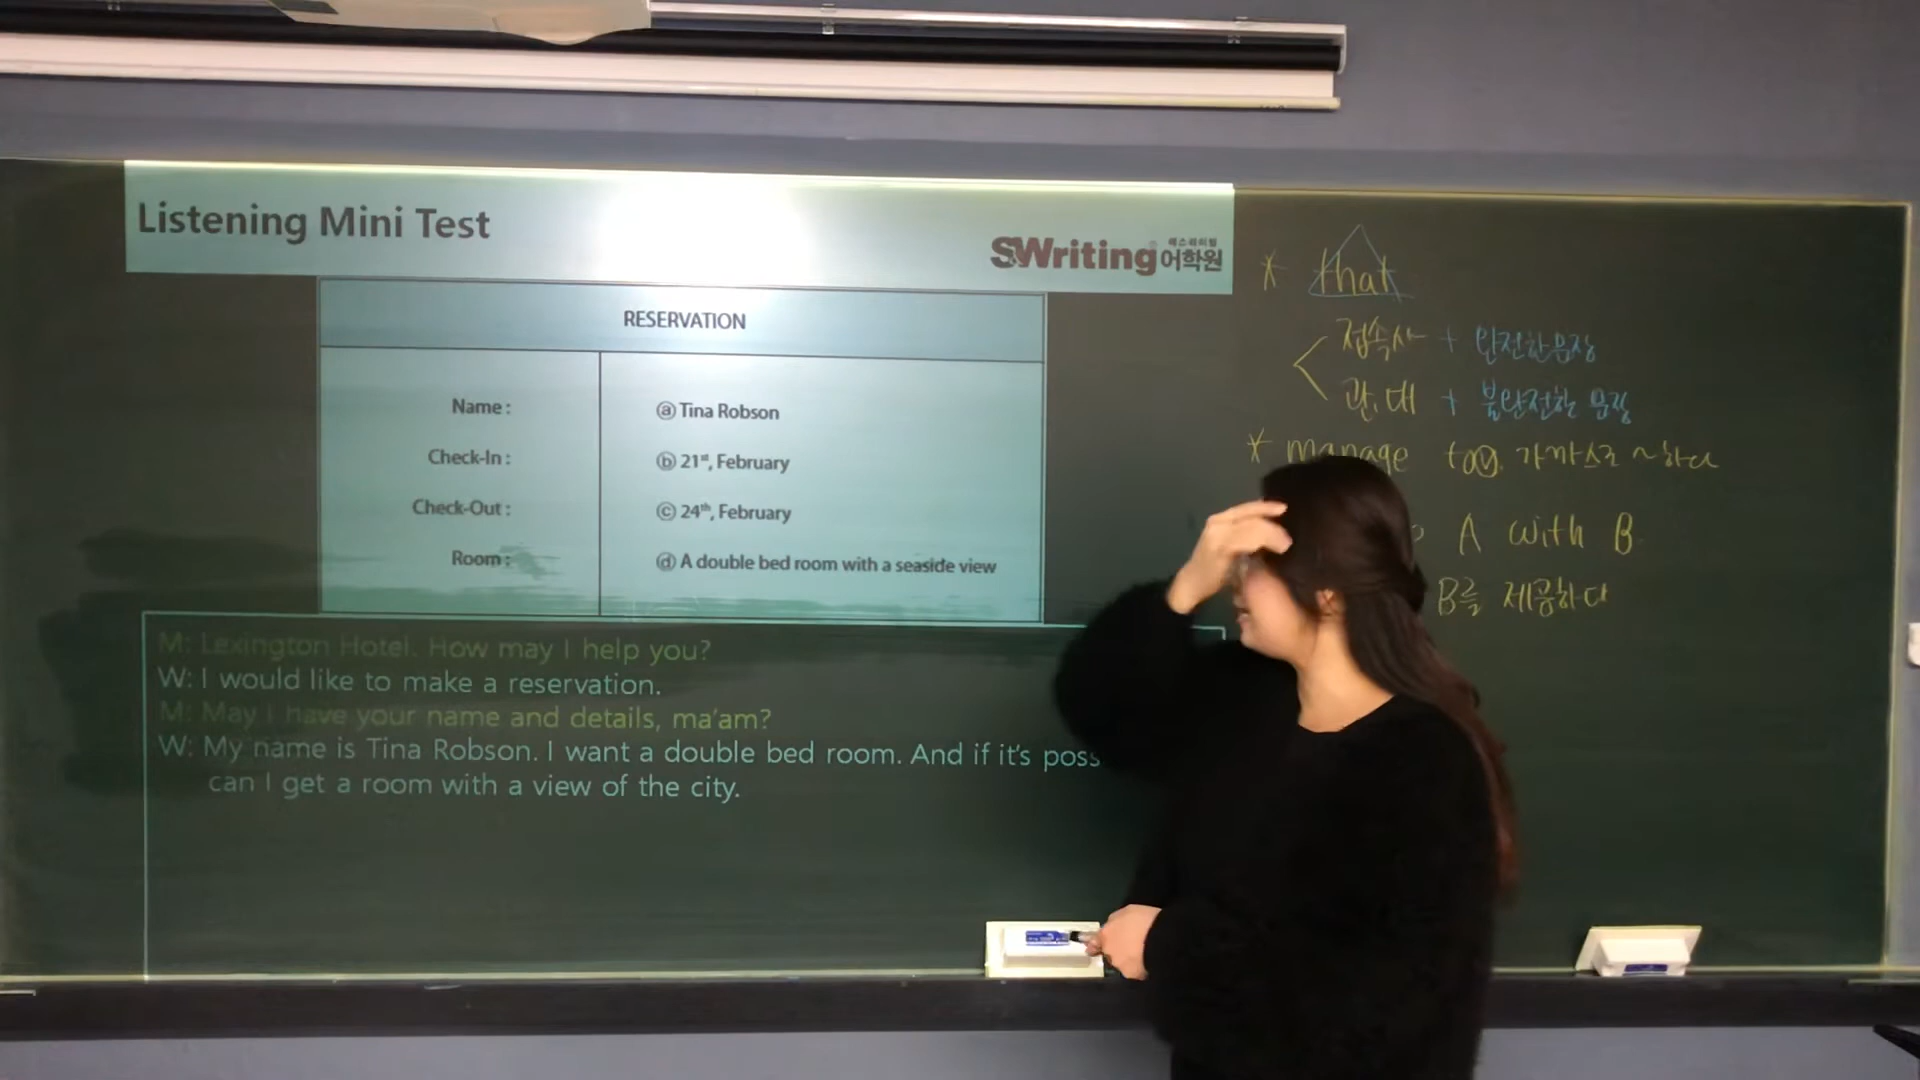 Listening Mini Test
SWriting 어학원
RESERVATION
Name : ⓐ Tina Robson
Check-In : ⓑ 21st, February
Check-Out : ⓒ 24th, February
Room : ⓓ A double bed room with a seaside view
M: Lexington Hotel. How may I help you?
W: I would like to make a reservation.
M: May I have your name and details, ma'am?
W: My name is Tina Robson. I want a double bed room. And if it's poss
can I get a room with a view of the city.
* that
접속사 + 완전한 문장
관.대 + 불완전한 문장
* manage to v. 가까스로 ~하다
A with B
B를 제공하다